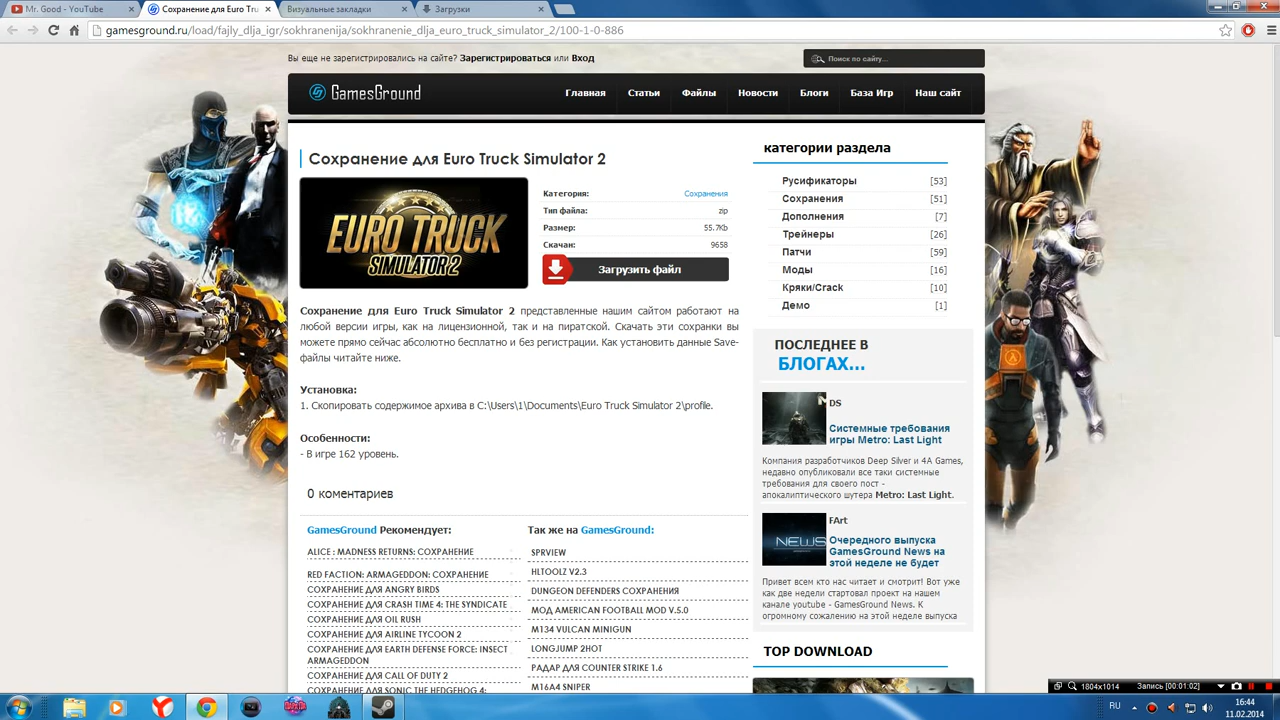 Mr. Good - YouTube
Сохранение для Euro Tru
Визуальные закладки
Загрузки
gamesground.ru/load/fajly_dlja_igr/sokhranenija/sokhranenie_dlja_euro_truck_simulator_2/100-1-0-886
Вы еще не зарегистрировались на сайте? Зарегистрироваться или Вход
Поиск по сайту...
GamesGround
Главная
Статьи
Файлы
Новости
Блоги
База Игр
Наш сайт
Сохранение для Euro Truck Simulator 2
EURO TRUCK
SIMULATOR 2
Категория: Сохранения
Тип файла: zip
Размер: 55.7Kb
Скачан: 9658
Загрузить файл
Сохранение для Euro Truck Simulator 2 представленные нашим сайтом работают на
любой версии игры, как на лицензионной, так и на пиратской. Скачать эти сохранки вы
можете прямо сейчас абсолютно бесплатно и без регистрации. Как установить данные Save-
файлы читайте ниже.
Установка:
1. Скопировать содержимое архива в C:\Users\1\Documents\Euro Truck Simulator 2\profile.
Особенности:
- В игре 162 уровень.
0 коментариев
GamesGround Рекомендует:
ALICE : MADNESS RETURNS: СОХРАНЕНИЕ
RED FACTION: ARMAGEDDON: СОХРАНЕНИЕ
СОХРАНЕНИЕ ДЛЯ ANGRY BIRDS
СОХРАНЕНИЕ ДЛЯ CRASH TIME 4: THE SYNDICATE
СОХРАНЕНИЕ ДЛЯ OIL RUSH
СОХРАНЕНИЕ ДЛЯ AIRLINE TYCOON 2
СОХРАНЕНИЕ ДЛЯ EARTH DEFENSE FORCE: INSECT
ARMAGEDDON
СОХРАНЕНИЕ ДЛЯ CALL OF DUTY 2
СОХРАНЕНИЕ ДЛЯ SONIC THE HEDGEHOG 4:
Так же на GamesGround:
SPRVIEW
HLTOOLZ V2.3
DUNGEON DEFENDERS СОХРАНЕНИЯ
МОД AMERICAN FOOTBALL MOD V.5.0
M134 VULCAN MINIGUN
LONGJUMP 2HOT
РАДАР ДЛЯ COUNTER STRIKE 1.6
M16A4 SNIPER
категории раздела
Русификаторы [53]
Сохранения [51]
Дополнения [7]
Трейнеры [26]
Патчи [59]
Моды [16]
Кряки/Crack [10]
Демо [1]
ПОСЛЕДНЕЕ В
БЛОГАХ...
DS
Системные требования
игры Metro: Last Light
Компания разработчиков Deep Silver и 4A Games,
недавно опубликовали все таки системные
требования для своего пост -
апокалиптического шутера Metro: Last Light.
NEWS
FArt
Очередного выпуска
GamesGround News на
этой неделе не будет
Привет всем кто нас читает и смотрит! Вот уже
как две недели стартовал проект на нашем
канале youtube - GamesGround News. К
огромному сожалению на этой неделе выпуска
TOP DOWNLOAD
1804x1014
Запись [00:01:02]
RU
16:44
11.02.2014